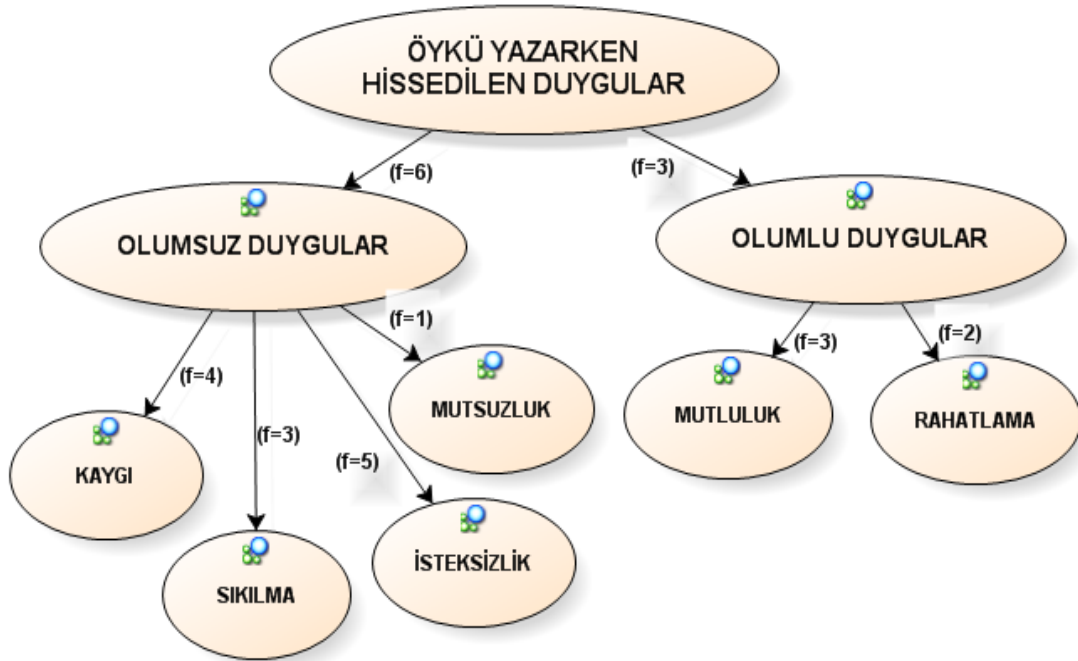 ÖYKÜ YAZARKEN
HİSSEDİLEN DUYGULAR
(f=6)
(f=3)
OLUMSUZ DUYGULAR
OLUMLU DUYGULAR
(f=4)
(f=3)
(f=5)
(f=1)
(f=3)
(f=2)
KAYGI
SIKILMA
İSTEKSİZLİK
MUTSUZLUK
MUTLULUK
RAHATLAMA